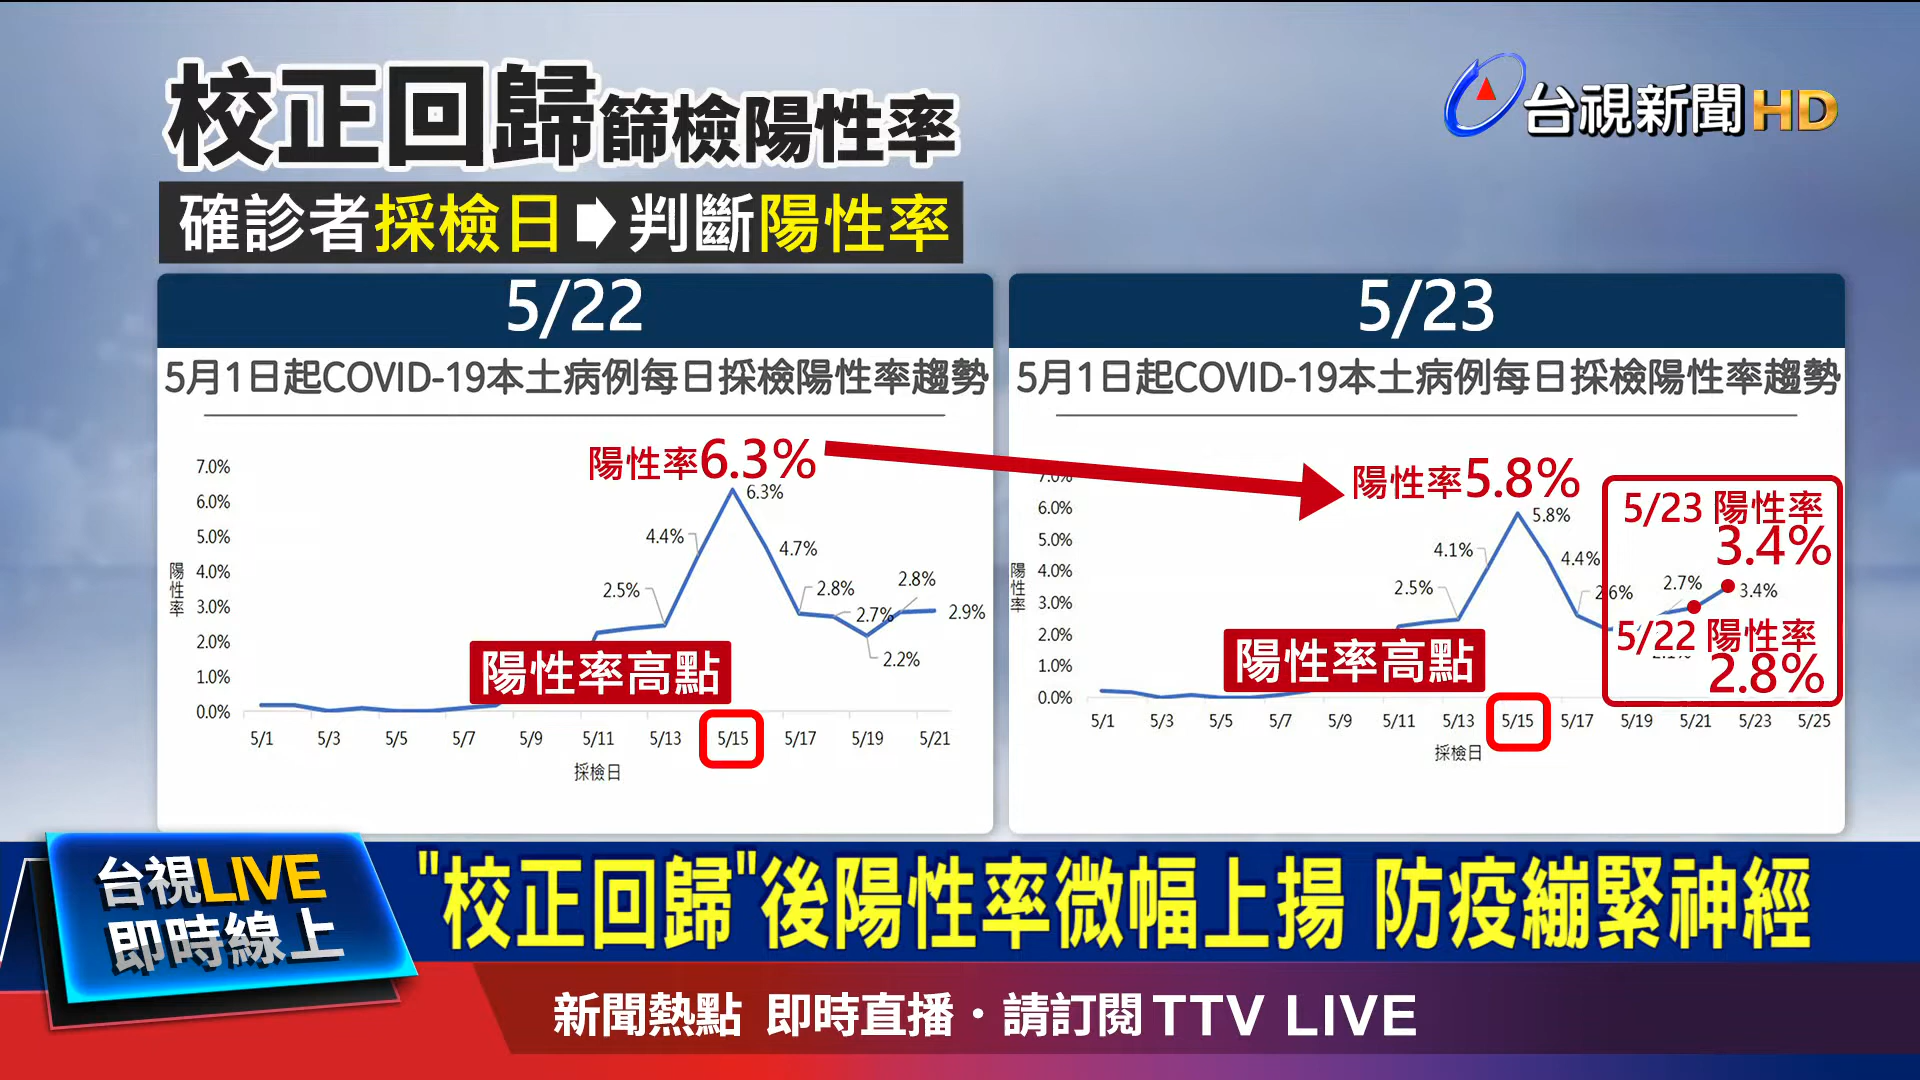 校正回歸篩檢陽性率
台視新聞HD
確診者採檢日➡判斷陽性率
5/22
5月1日起COVID-19本土病例每日採檢陽性率趨勢
陽性率6.3%
7.0%
6.0%
5.0%
4.0%
3.0%
2.0%
1.0%
0.0%
陽性率
6.3%
4.4%
4.7%
2.5%
2.8%
2.7%
2.8%
2.9%
2.2%
陽性率高點
5/1 5/3 5/5 5/7 5/9 5/11 5/13 5/15 5/17 5/19 5/21
採檢日
5/23
5月1日起COVID-19本土病例每日採檢陽性率趨勢
陽性率5.8%
7.0%
6.0%
5.0%
4.0%
3.0%
2.0%
1.0%
0.0%
陽性率
5.8%
4.1%
4.4%
2.5%
2.6%
2.7%
3.4%
5/23 陽性率
3.4%
5/22 陽性率
2.8%
陽性率高點
5/1 5/3 5/5 5/7 5/9 5/11 5/13 5/15 5/17 5/19 5/21 5/23 5/25
採檢日
台視LIVE
即時線上
"校正回歸"後陽性率微幅上揚 防疫繃緊神經
新聞熱點 即時直播・請訂閱TTV LIVE